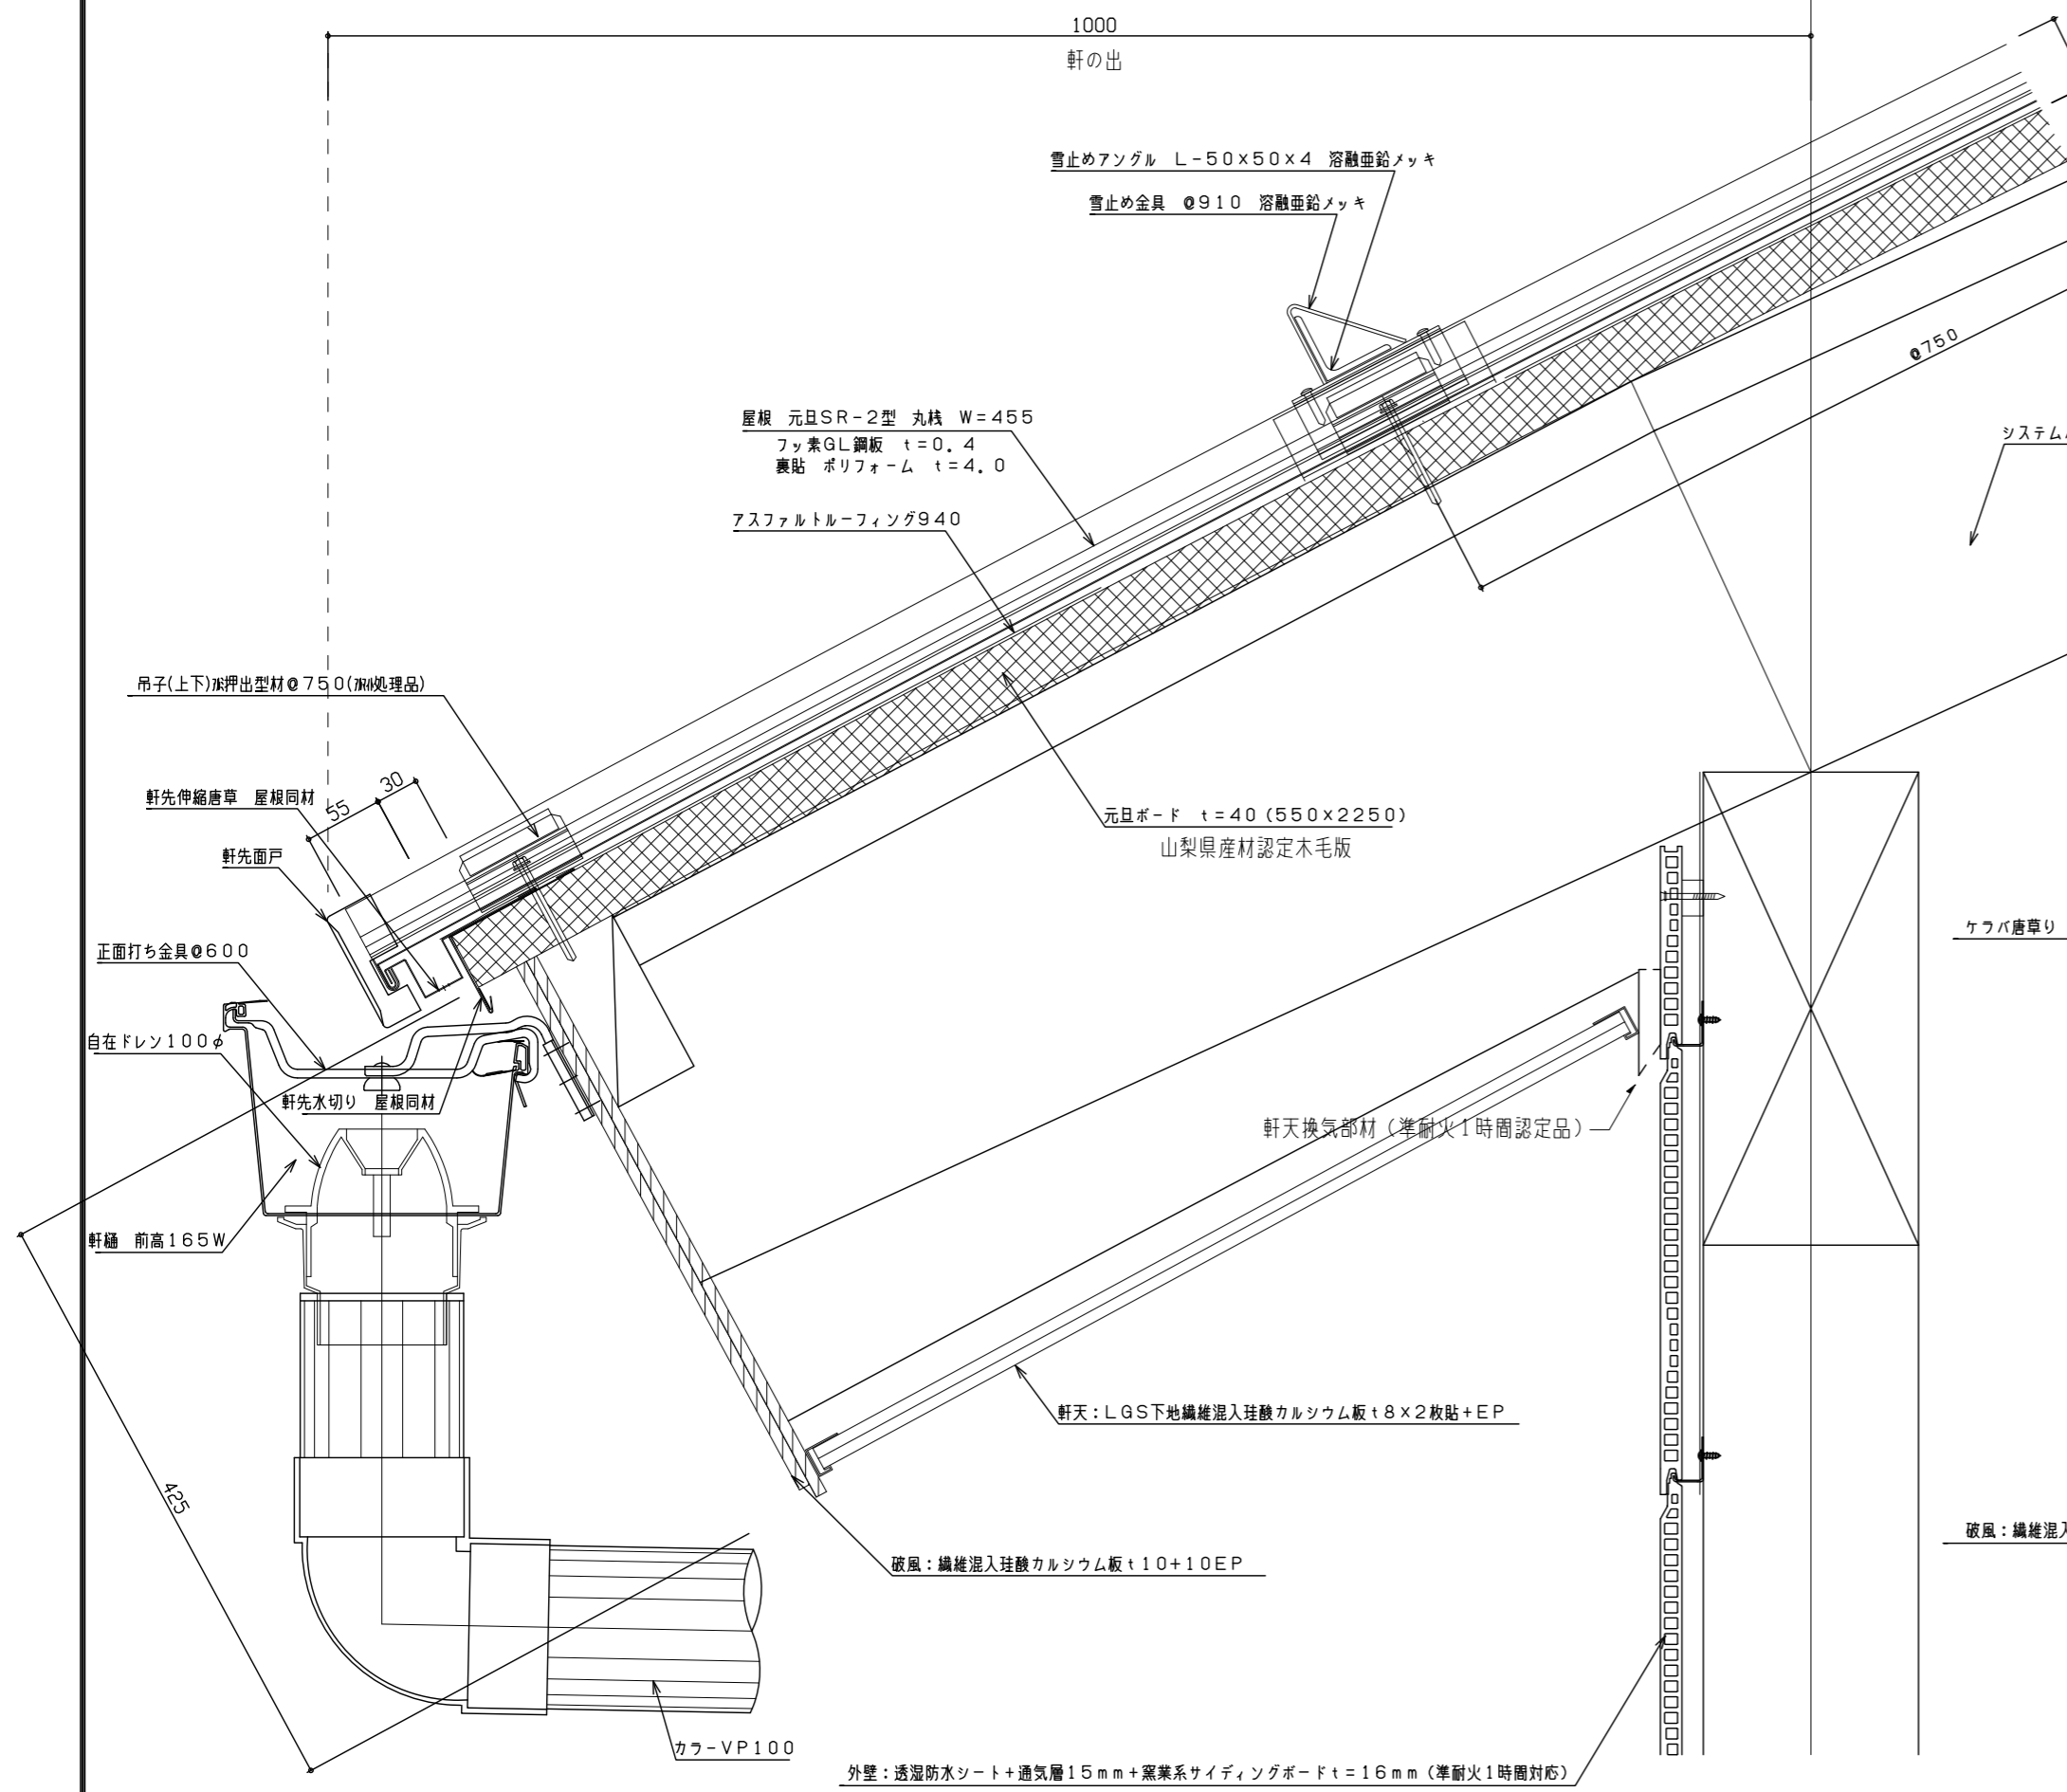 1000
軒の出
雪止めアングル L-50×50×4 溶融亜鉛メッキ
雪止め金具 @910 溶融亜鉛メッキ
@750
屋根 元旦SR-2型 丸桟 W=455
フッ素GL鋼板 t=0.4
裏貼 ポリフォーム t=4.0
システム
アスファルトルーフィング940
吊子(上下)押出型材@750(処理品)
30
55
軒先伸縮唐草 屋根同材
元旦ボード t=40(550×2250)
山梨県産材認定木毛版
軒先面戸
ケラバ唐草り
正面打ち金具@600
自在ドレン100φ
軒先水切り 屋根同材
軒天換気部材(準耐火1時間認定品)
軒樋 前高165W
軒天:LGS下地繊維混入珪酸カルシウム板t8×2枚貼+EP
425
破風:繊維混入
破風:繊維混入珪酸カルシウム板t10+10EP
カラーVP100
外壁:透湿防水シート+通気層15mm+窯業系サイディングボードt=16mm(準耐火1時間対応)